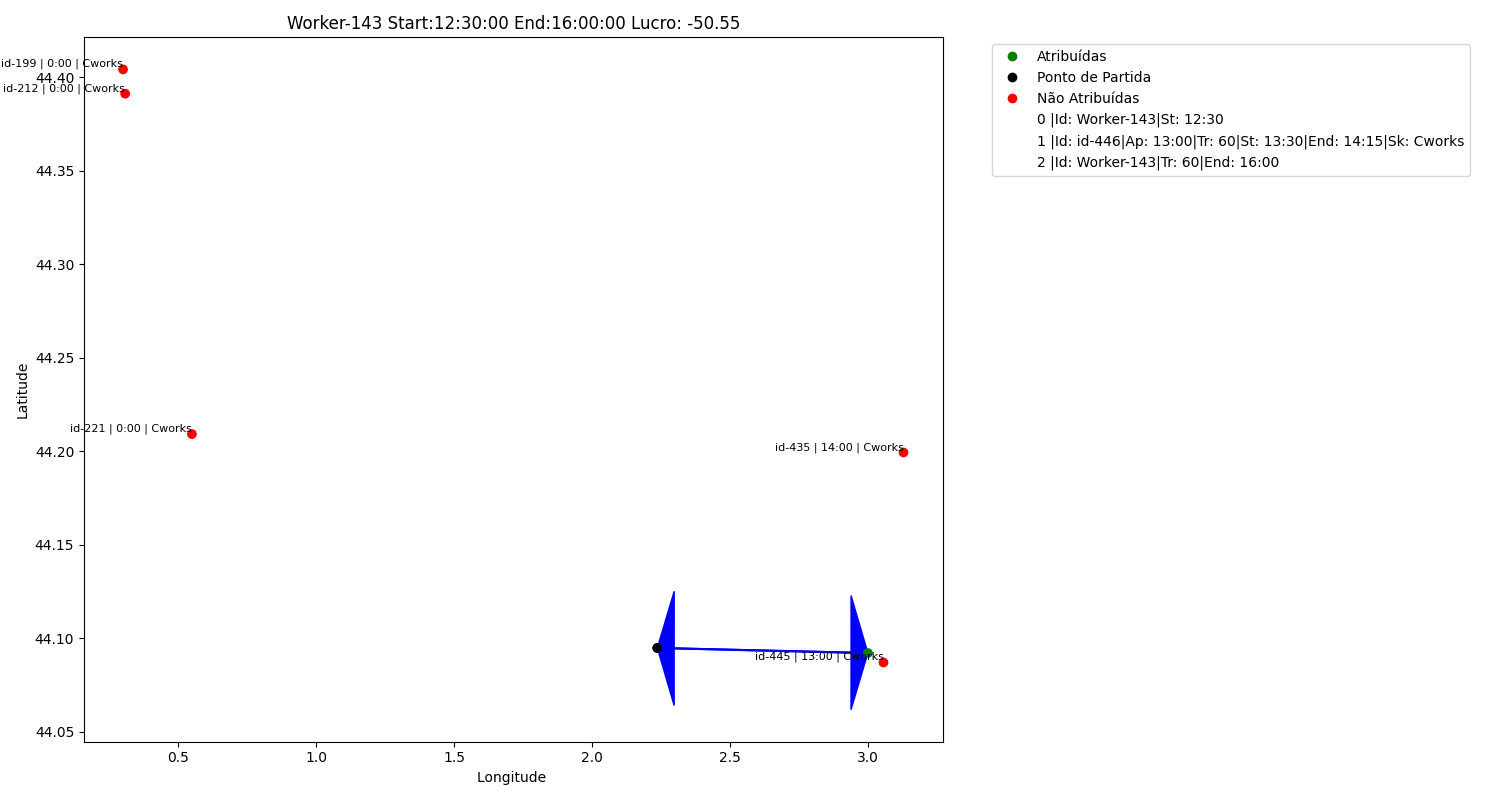 Worker-143 Start:12:30:00 End:16:00:00 Lucro: -50.55
Atribuídas
Ponto de Partida
Não Atribuídas
0 |Id: Worker-143|St: 12:30
1 |Id: id-446|Ap: 13:00|Tr: 60|St: 13:30|End: 14:15|Sk: Cworks
2 |Id: Worker-143|Tr: 60|End: 16:00
id-199 | 0:00 | Cworks
44.40
id-212 | 0:00 | Cworks
44.35
44.30
44.25
Latitude
id-221 | 0:00 | Cworks
44.20
id-435 | 14:00 | Cworks
44.15
44.10
id-445 | 13:00 | Cworks
44.05
0.5 1.0 1.5 2.0 2.5 3.0
Longitude